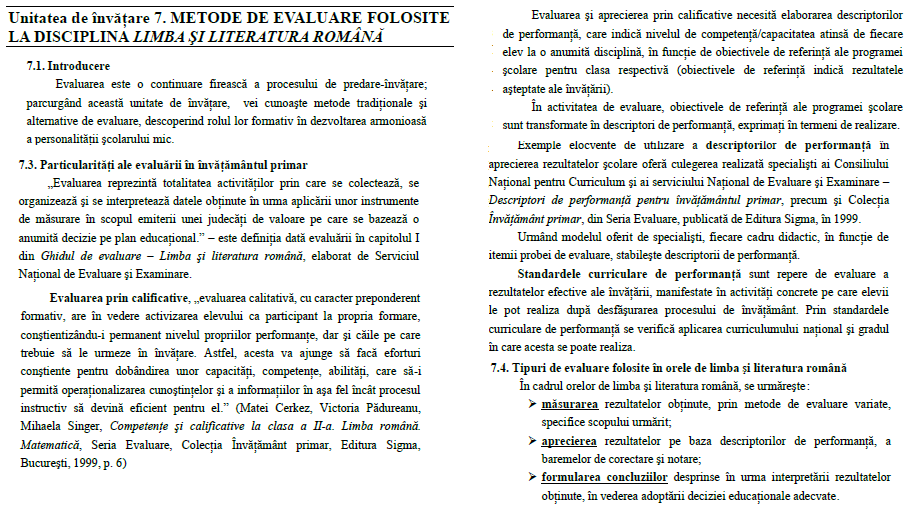 Unitatea de învăţare 7. METODE DE EVALUARE FOLOSITE
LA DISCIPLINA LIMBA ŞI LITERATURA ROMÂNĂ
7.1. Introducere
Evaluarea este o continuare firească a procesului de predare-învăţare;
parcurgând această unitate de învăţare, vei cunoaşte metode tradiţionale şi
alternative de evaluare, descoperind rolul lor formativ în dezvoltarea armonioasă
a personalităţii şcolarului mic.
7.3. Particularităţi ale evaluării în învăţământul primar
„Evaluarea reprezintă totalitatea activităţilor prin care se colectează, se
organizează şi se interpretează datele obţinute în urma aplicării unor instrumente
de măsurare în scopul emiterii unei judecăţi de valoare pe care se bazează o
anumită decizie pe plan educaţional.” – este definiţia dată evaluării în capitolul I
din Ghidul de evaluare – Limba şi literatura română, elaborat de Serviciul
Naţional de Evaluare şi Examinare.
Evaluarea prin calificative, „evaluarea calitativă, cu caracter preponderent
formativ, are în vedere activizarea elevului ca participant la propria formare,
conştientizându-i permanent nivelul propriilor performanţe, dar şi căile pe care
trebuie să le urmeze în învăţare. Astfel, acesta va ajunge să facă eforturi
conştiente pentru dobândirea unor capacităţi, competenţe, abilităţi, care să-i
permită operaţionalizarea cunoştinţelor şi a informaţiilor în aşa fel încât procesul
instructiv să devină eficient pentru el.” (Matei Cerkez, Victoria Pădureanu,
Mihaela Singer, Competenţe şi calificative la clasa a II-a. Limba română.
Matematică, Seria Evaluare, Colecţia Învăţământ primar, Editura Sigma,
Bucureşti, 1999, p. 6)
Evaluarea şi aprecierea prin calificative necesită elaborarea descriptorilor
de performanţă, care indică nivelul de competenţă/capacitatea atinsă de fiecare
elev la o anumită disciplină, în funcţie de obiectivele de referinţă ale programei
şcolare pentru clasa respectivă (obiectivele de referinţă indică rezultatele
aşteptate ale învăţării).
În activitatea de evaluare, obiectivele de referinţă ale programei şcolare
sunt transformate în descriptori de performanţă, exprimaţi în termeni de realizare.
Exemple elocvente de utilizare a descriptorilor de performanţă în
aprecierea rezultatelor şcolare oferă culegerea realizată specialişti ai Consiliului
Naţional pentru Curriculum şi ai serviciului Naţional de Evaluare şi Examinare –
Descriptori de performanţă pentru învăţământul primar, precum şi Colecţia
Învăţământ primar, din Seria Evaluare, publicată de Editura Sigma, în 1999.
Urmând modelul oferit de specialişti, fiecare cadru didactic, în funcţie de
itemii probei de evaluare, stabileşte descriptorii de performanţă.
Standardele curriculare de performanţă sunt repere de evaluare a
rezultatelor efective ale învăţării, manifestate în activităţi concrete pe care elevii
le pot realiza după desfăşurarea procesului de învăţământ. Prin standardele
curriculare de performanţă se verifică aplicarea curriculumului naţional şi gradul
în care acesta se poate realiza.
7.4. Tipuri de evaluare folosite în orele de limba şi literatura română
În cadrul orelor de limba şi literatura română, se urmăreşte:
➢ măsurarea rezultatelor obţinute, prin metode de evaluare variate,
specifice scopului urmărit;
➢ aprecierea rezultatelor pe baza descriptorilor de performanţă, a
baremelor de corectare şi notare;
➢ formularea concluziilor desprinse în urma interpretării rezultatelor
obţinute, în vederea adoptării deciziei educaţionale adecvate.